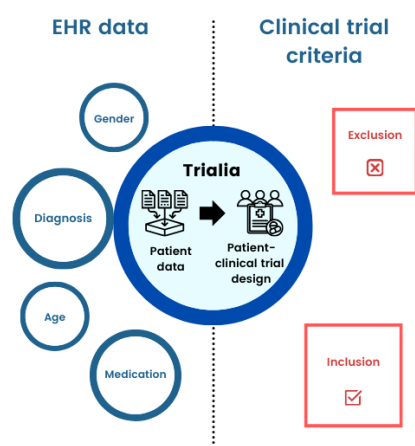 EHR data
Clinical trial
criteria
Gender
Exclusion
Trialia
Diagnosis
Patient
data
Patient-
clinical trial
design
Age
Inclusion
Medication